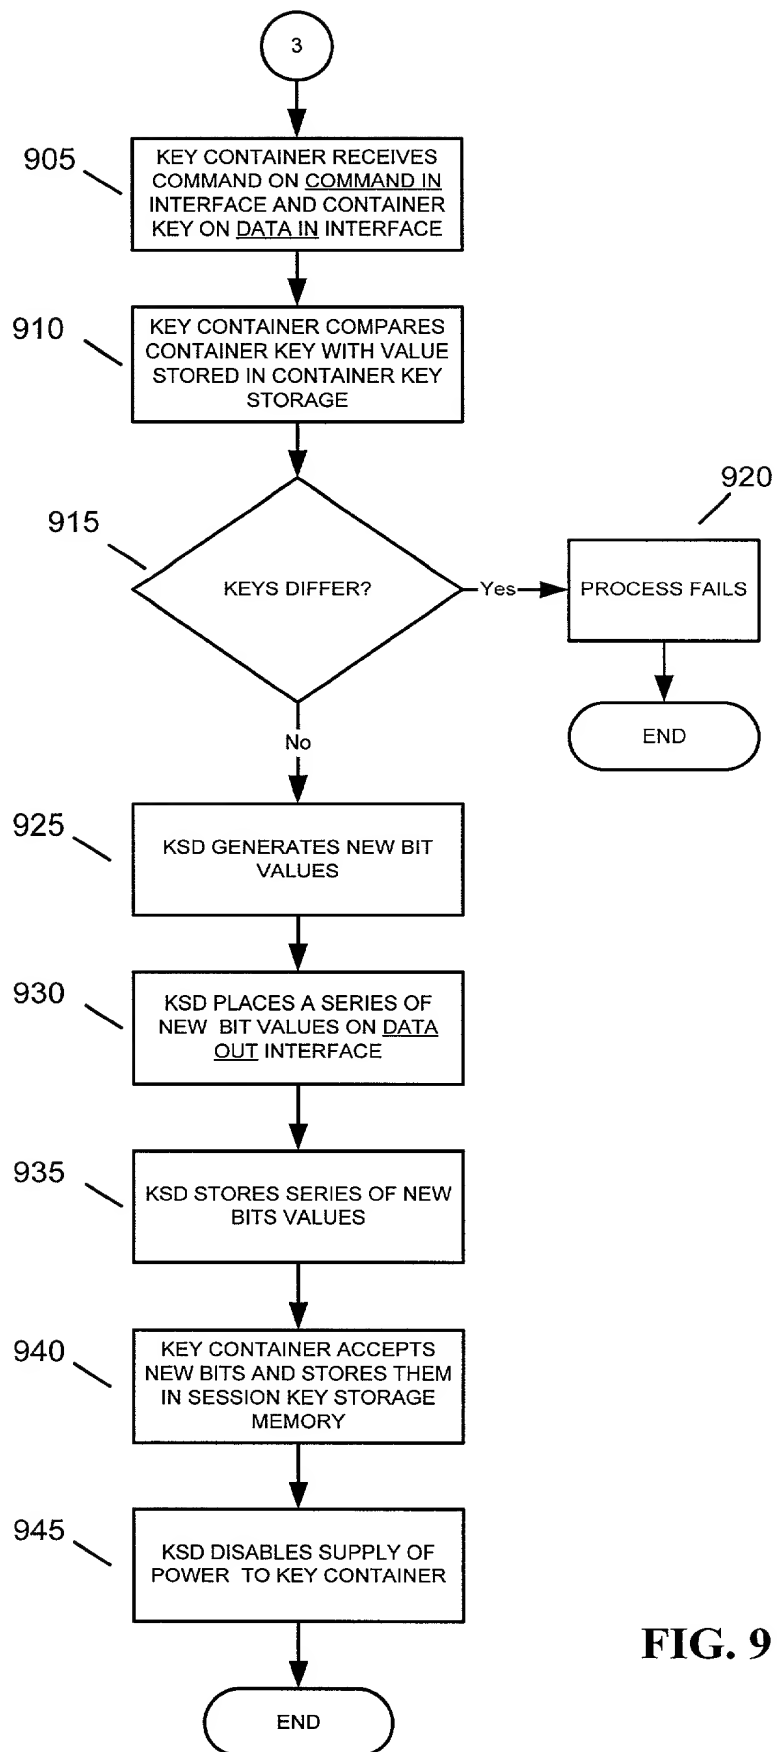 3
905
KEY CONTAINER RECEIVES
COMMAND ON COMMAND IN
INTERFACE AND CONTAINER
KEY ON DATA IN INTERFACE
910
KEY CONTAINER COMPARES
CONTAINER KEY WITH VALUE
STORED IN CONTAINER KEY
STORAGE
915
KEYS DIFFER?
Yes
920
PROCESS FAILS
END
No
925
KSD GENERATES NEW BIT
VALUES
930
KSD PLACES A SERIES OF
NEW BIT VALUES ON DATA
OUT INTERFACE
935
KSD STORES SERIES OF NEW
BITS VALUES
940
KEY CONTAINER ACCEPTS
NEW BITS AND STORES THEM
IN SESSION KEY STORAGE
MEMORY
945
KSD DISABLES SUPPLY OF
POWER TO KEY CONTAINER
END
FIG. 9